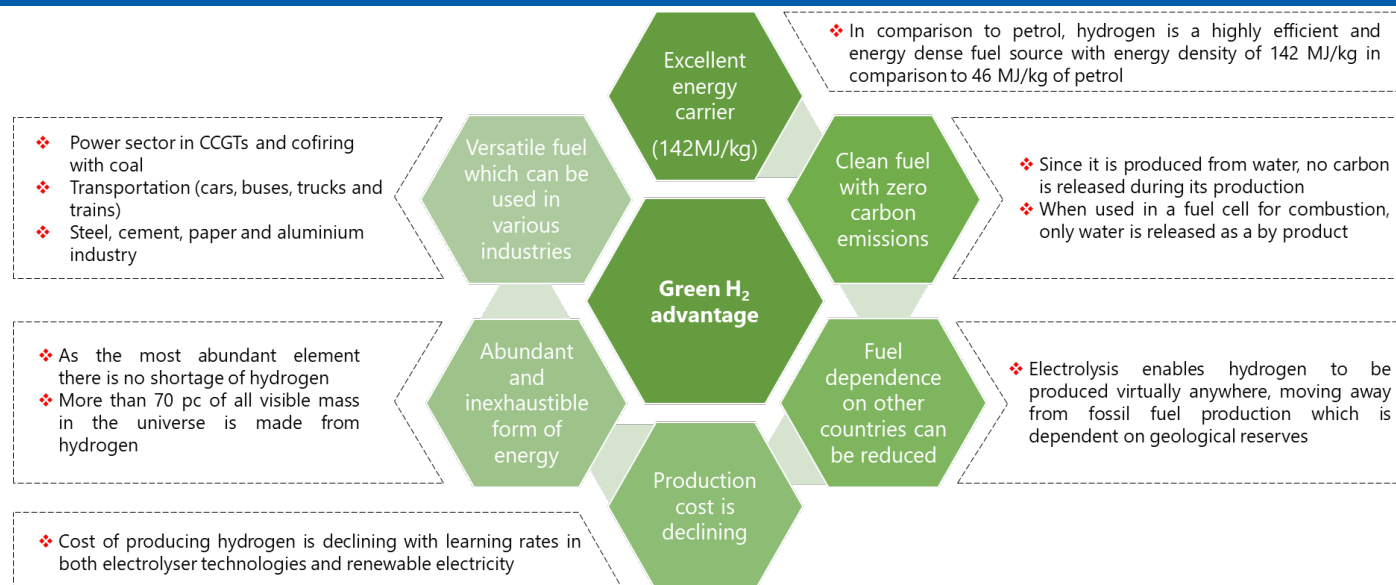 Excellent
energy
carrier
(142MJ/kg)
❖ In comparison to petrol, hydrogen is a highly efficient and
energy dense fuel source with energy density of 142 MJ/kg in
comparison to 46 MJ/kg of petrol
Clean fuel
with zero
carbon
emissions
❖ Since it is produced from water, no carbon
is released during its production
❖ When used in a fuel cell for combustion,
only water is released as a by product
Fuel
dependence
on other
countries can
be reduced
❖ Electrolysis enables hydrogen to be
produced virtually anywhere, moving away
from fossil fuel production which is
dependent on geological reserves
Production
cost is
declining
❖ Cost of producing hydrogen is declining with learning rates in
both electrolyser technologies and renewable electricity
Abundant
and
inexhaustible
form of
energy
❖ As the most abundant element
there is no shortage of hydrogen
❖ More than 70 pc of all visible mass
in the universe is made from
hydrogen
Versatile fuel
which can be
used in
various
industries
❖ Power sector in CCGTs and cofiring
with coal
❖ Transportation (cars, buses, trucks and
trains)
❖ Steel, cement, paper and aluminium
industry
Green H₂
advantage